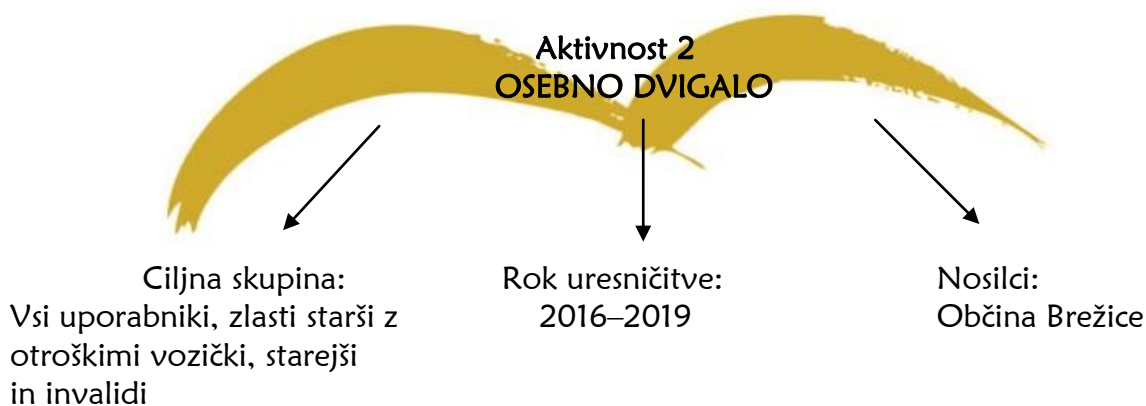 Aktivnost 2
OSEBNO DVIGALO
Ciljna skupina:
Vsi uporabniki, zlasti starši z
otroškimi vozički, starejši
in invalidi
Rok uresničitve:
2016–2019
Nosilci:
Občina Brežice